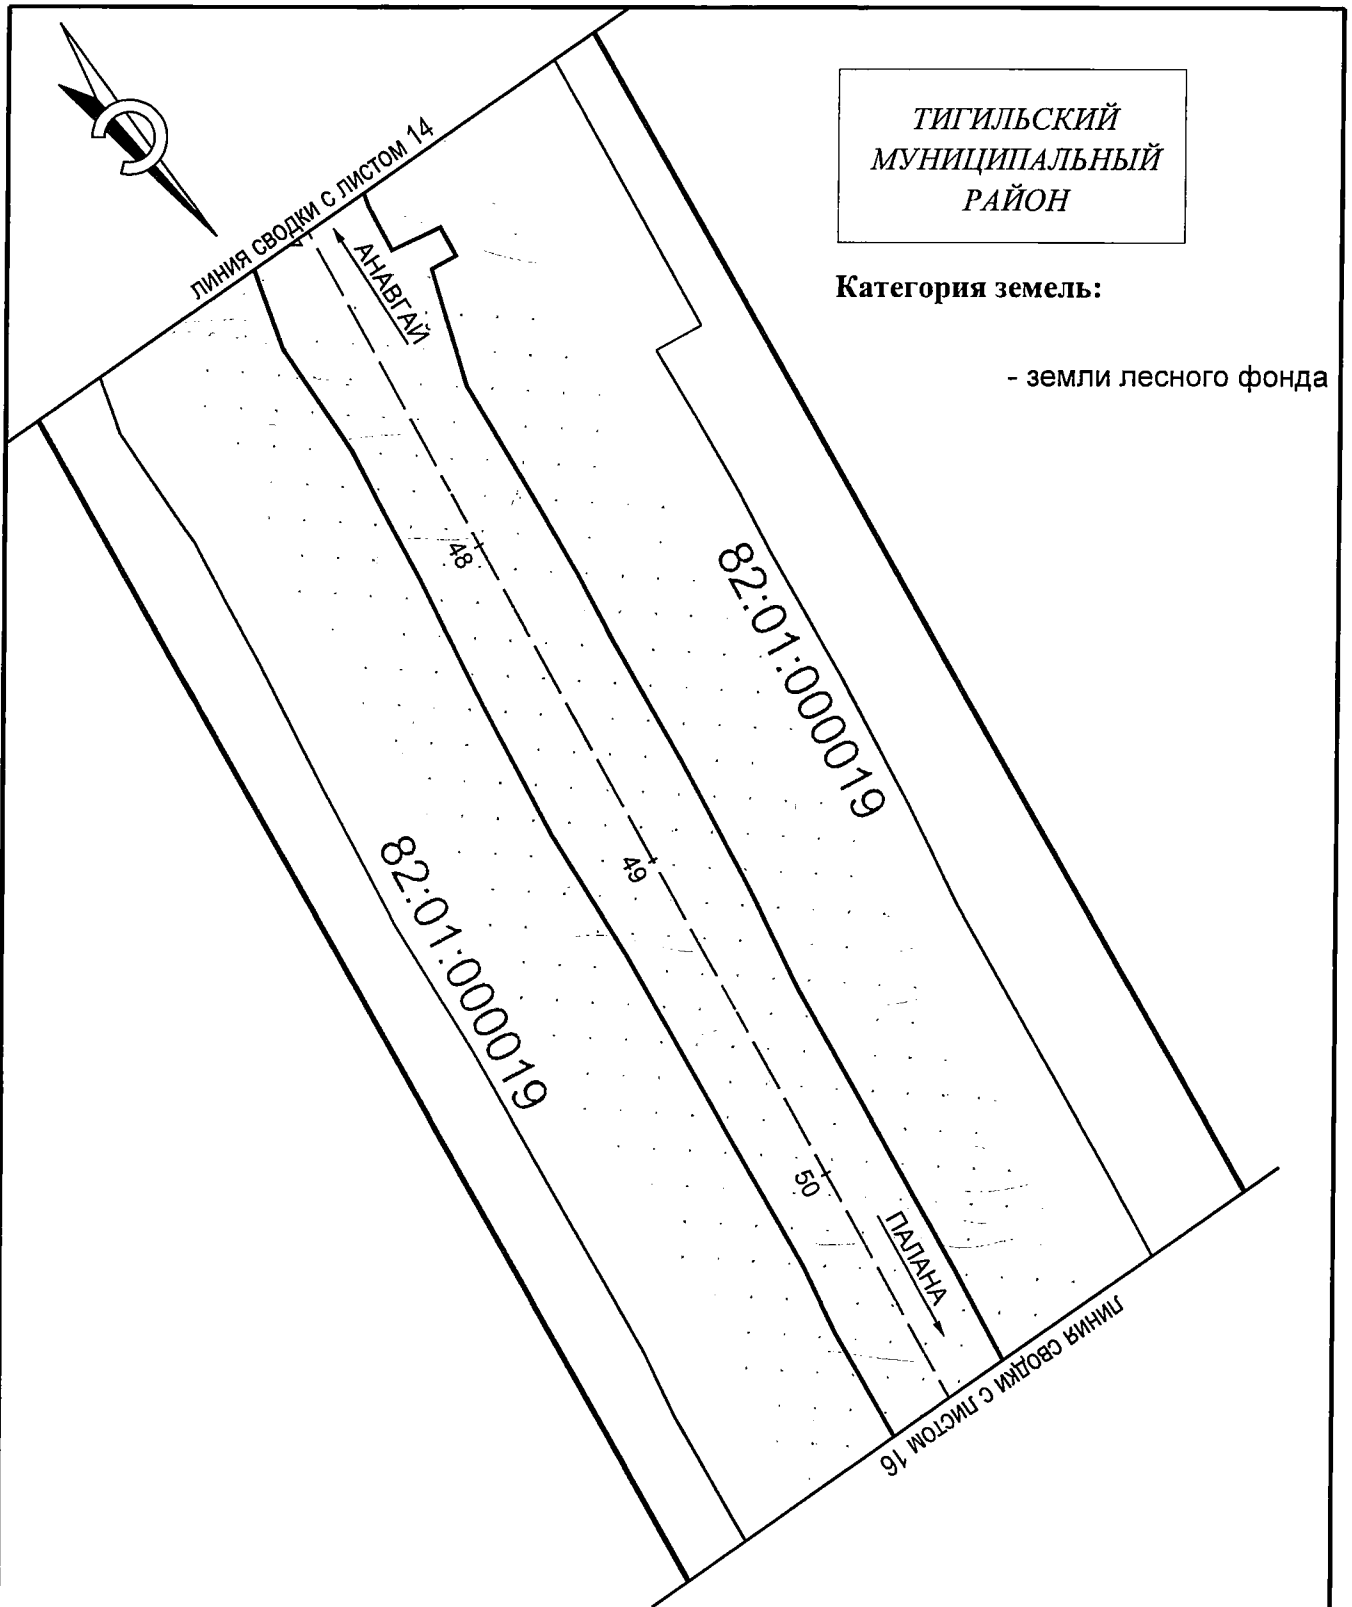 С
ТИГИЛЬСКИЙ
МУНИЦИПАЛЬНЫЙ
РАЙОН
Категория земель:
- земли лесного фонда
ЛИНИЯ СВОДКИ С ЛИСТОМ 14
АНАВГАЙ
48
82:01:000019
49
82:01:000019
50
ПАЛАНА
ЛИНИЯ СВОДКИ С ЛИСТОМ 16